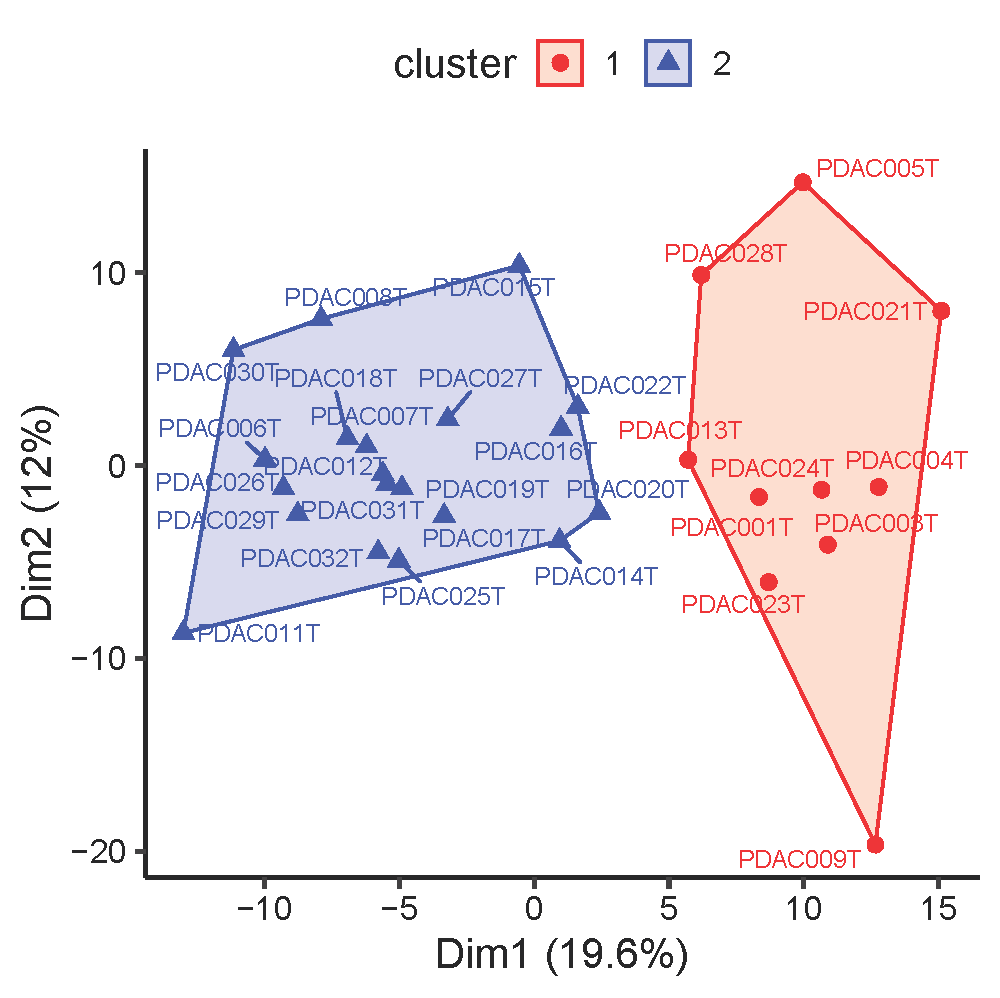 cluster 1 2
PDAC005T
PDAC028T
10
PDAC015T
PDAC008T
PDAC021T
PDAC030T
PDAC018T
PDAC027T
PDAC022T
PDAC007T
PDAC006T
PDAC013T
PDAC016T
0
PDAC012T
PDAC024T
PDAC004T
PDAC026T
PDAC019T
PDAC020T
PDAC031T
PDAC029T
PDAC001T
PDAC003T
PDAC017T
PDAC032T
PDAC014T
PDAC025T
PDAC023T
PDAC011T
−10
−20
PDAC009T
−10 −5 0 5 10 15
Dim1 (19.6%)
Dim2 (12%)